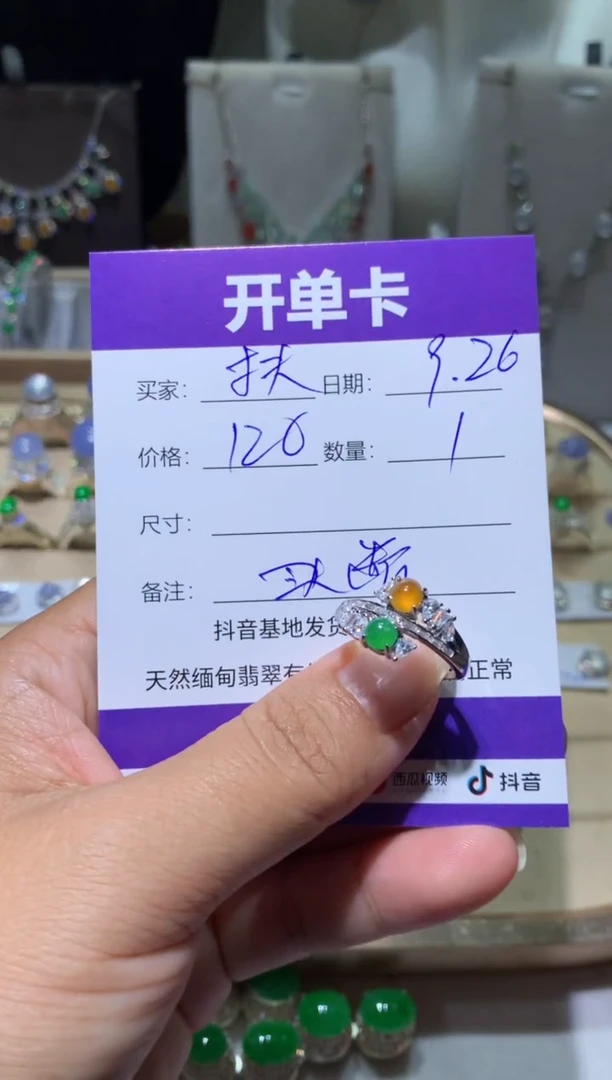 开单卡
买家: 扶 日期: 9.26
价格: 120 数量: 1
尺寸:
备注:
抖音基地发货
天然缅甸翡翠有 正常
西瓜视频 抖音